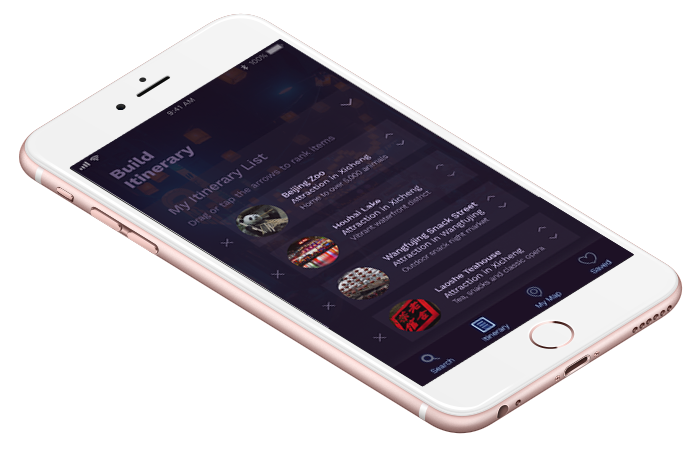 9:41 AM
100%
Build
Itinerary
My Itinerary List
Drag or tap the arrows to rank items
Beijing Zoo
Attraction in Xicheng
Home to over 5,000 animals
Houhai Lake
Attraction in Xicheng
Vibrant waterfront district
Wangfujing Snack Street
Attraction in Wangfujing
Outdoor snack night market
Laoshe Teahouse
Attraction in Xicheng
Tea, snacks and classic opera
Search
Itinerary
My Map
Saved